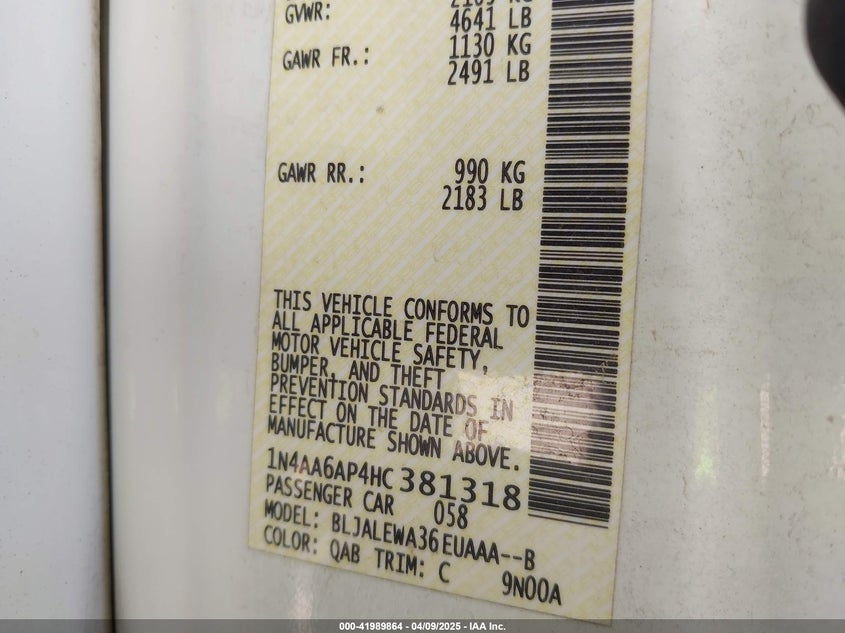 GVWR:
4641 LB
GAWR FR.: 1130 KG
2491 LB
GAWR RR.: 990 KG
2183 LB
THIS VEHICLE CONFORMS TO
ALL APPLICABLE FEDERAL
MOTOR VEHICLE SAFETY,
BUMPER, AND THEFT
PREVENTION STANDARDS IN
EFFECT ON THE DATE OF
MANUFACTURE SHOWN ABOVE.
1N4AA6AP4HC381318
PASSENGER CAR 058
MODEL: BLJALEWA36EUAAA--B
COLOR: QAB TRIM: C 9N00A
000-41989864 - 04/09/2025 - IAA Inc.